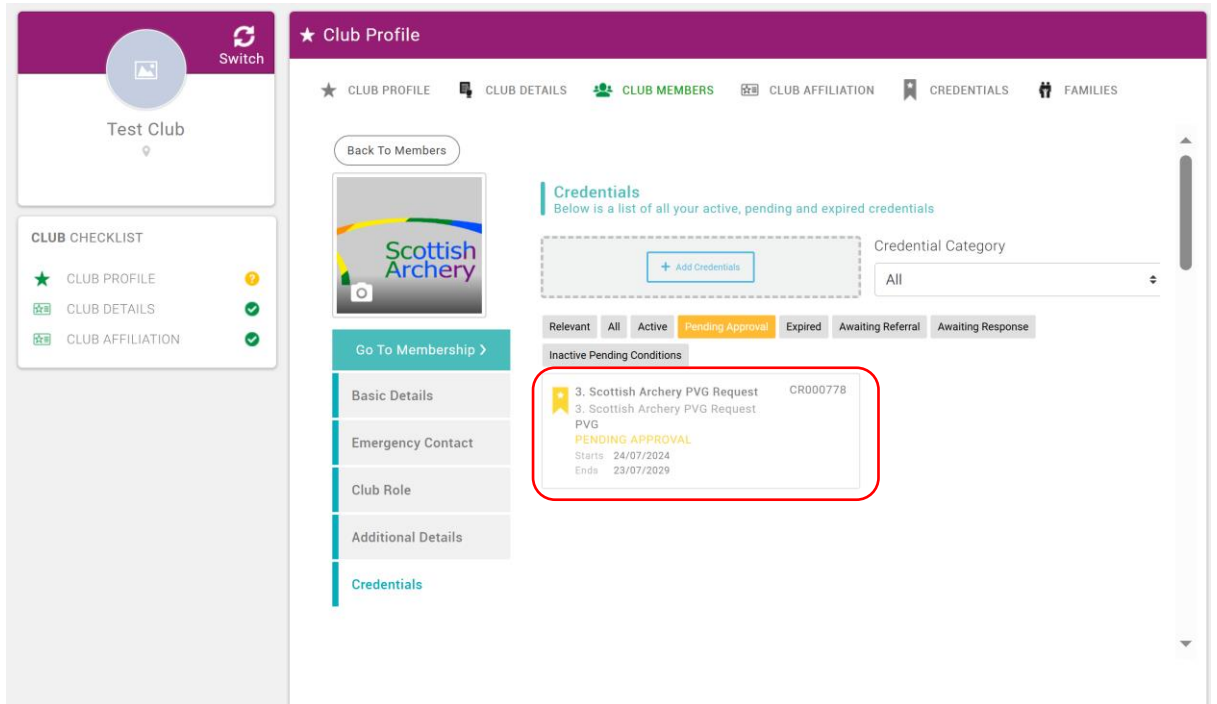 Switch
Test Club
CLUB CHECKLIST
CLUB PROFILE
CLUB DETAILS
CLUB AFFILIATION
Club Profile
CLUB PROFILE CLUB DETAILS CLUB MEMBERS CLUB AFFILIATION CREDENTIALS FAMILIES
Back To Members
Scottish
Archery
Go To Membership
Basic Details
Emergency Contact
Club Role
Additional Details
Credentials
Credentials
Below is a list of all your active, pending and expired credentials
+ Add Credentials
Credential Category
All
Relevant All Active Pending Approval Expired Awaiting Referral Awaiting Response
Inactive Pending Conditions
3. Scottish Archery PVG Request CR000778
3. Scottish Archery PVG Request
PVG
PENDING APPROVAL
Starts 24/07/2024
Ends 23/07/2029